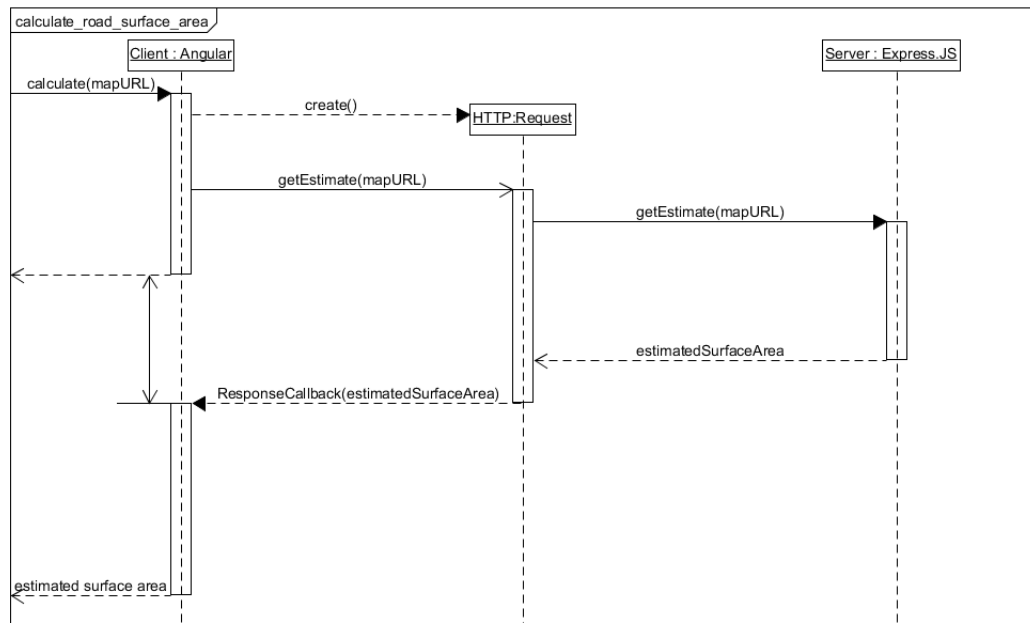 calculate_road_surface_area
Client : Angular
Server : Express.JS
calculate(mapURL)
create()
HTTP:Request
getEstimate(mapURL)
getEstimate(mapURL)
estimatedSurfaceArea
ResponseCallback(estimatedSurfaceArea)
estimated surface area